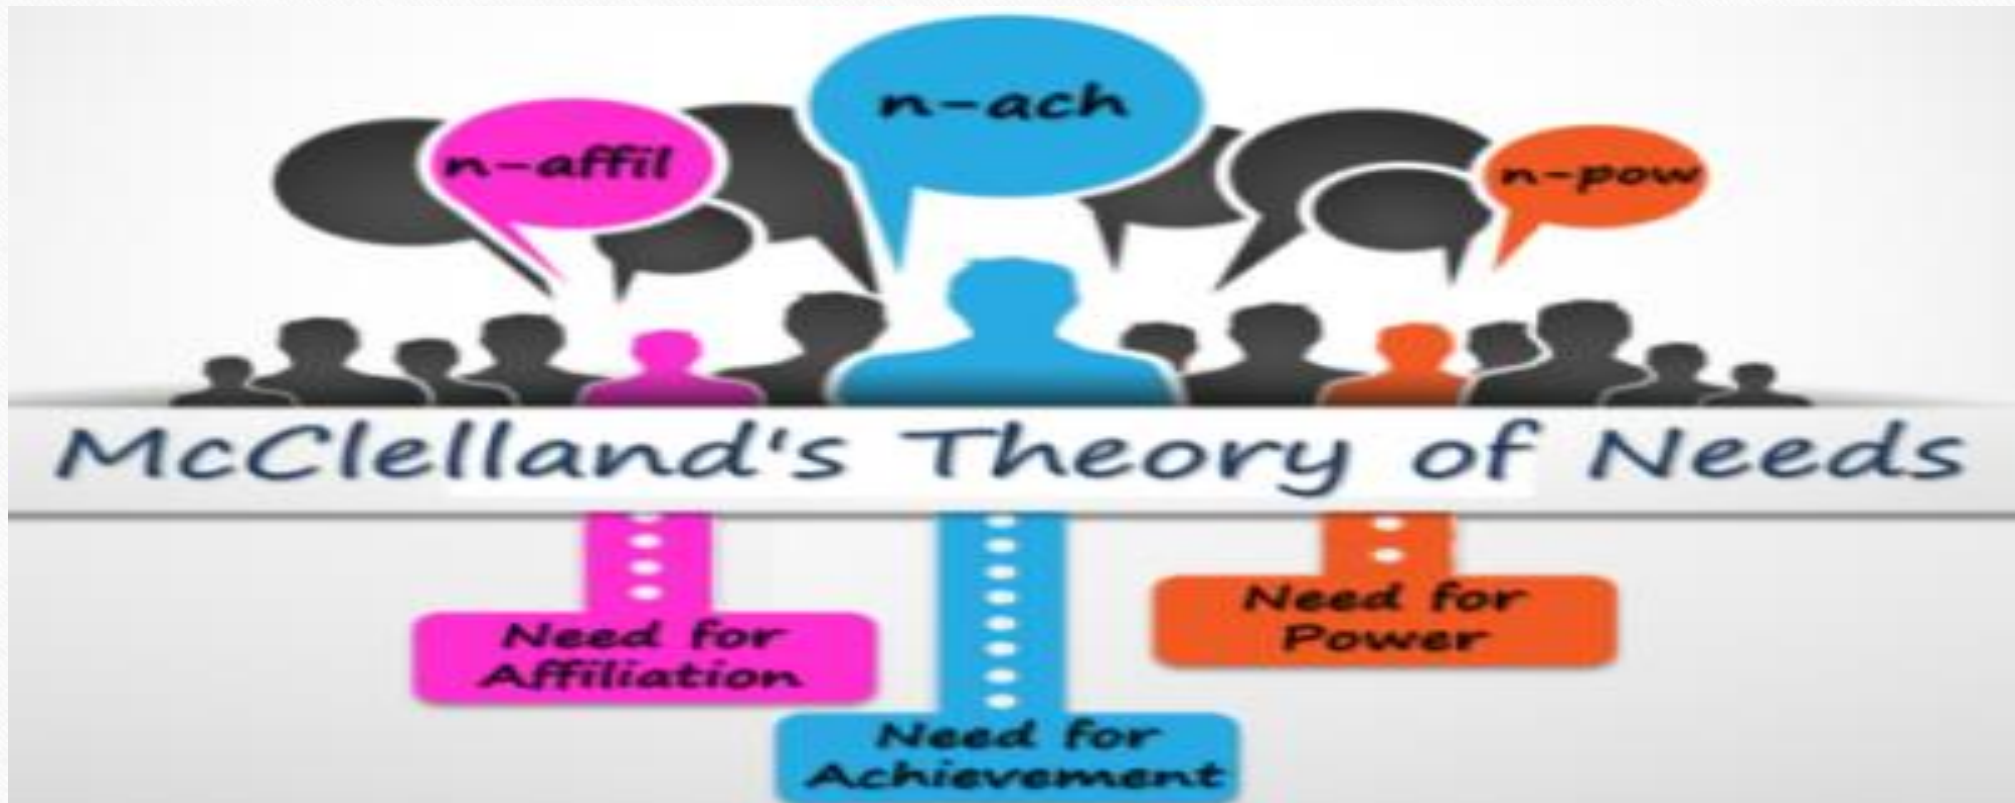 n-affil
n-ach
n-pow
McClelland's Theory of Needs
Need for
Affiliation
Need for
Achievement
Need for
Power